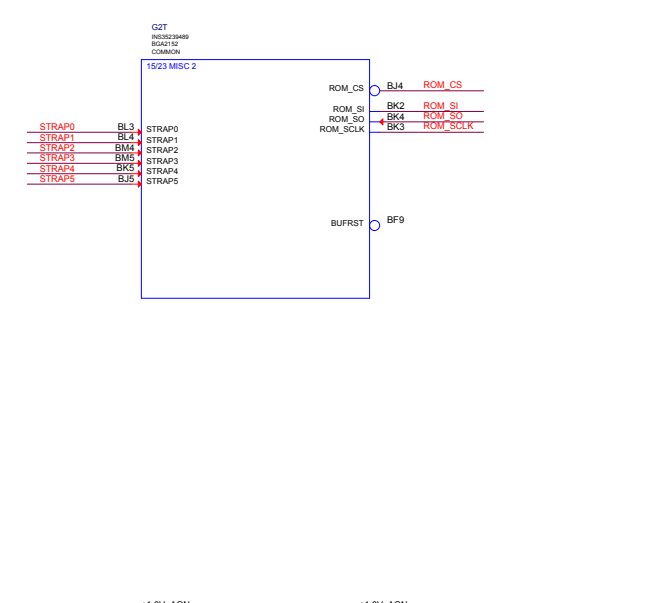 G2T
INS35239489
BGA2152
COMMON
15/23 MISC 2
ROM_CS BJ4 ROM_CS
ROM_SI BK2 ROM_SI
ROM_SO BK4 ROM_SO
ROM_SCLK BK3 ROM_SCLK
STRAP0 BL3 STRAP0
STRAP1 BL4 STRAP1
STRAP2 BM4 STRAP2
STRAP3 BM5 STRAP3
STRAP4 BK5 STRAP4
STRAP5 BJ5 STRAP5
BUFRST BF9